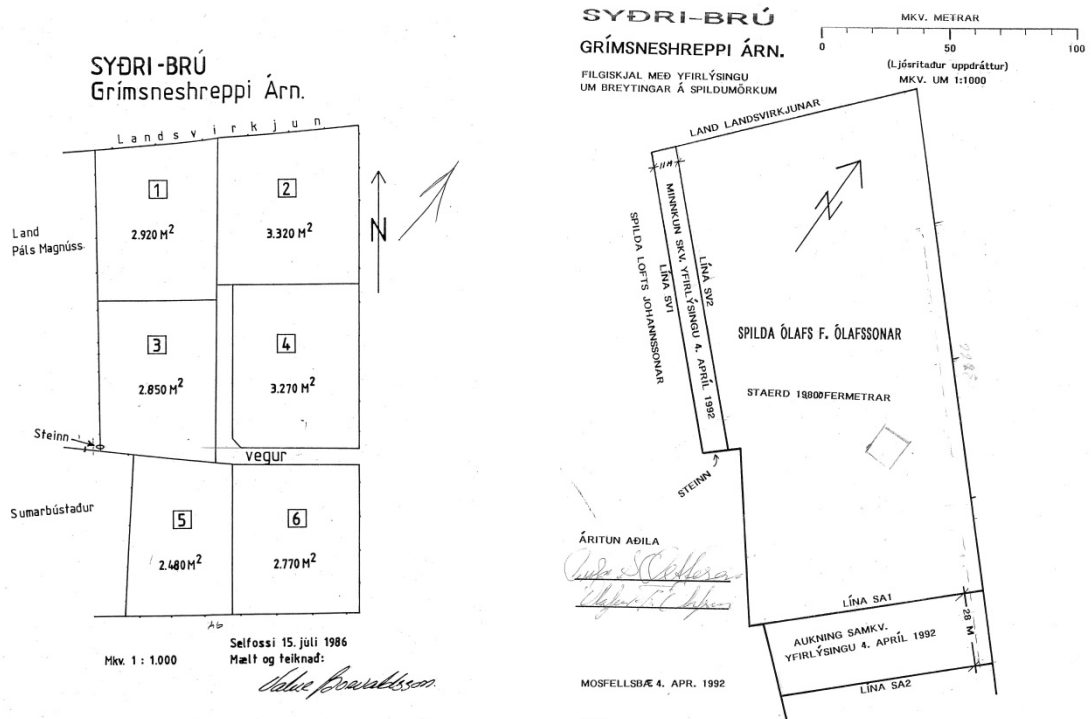 SYÐRI-BRÚ
Grímsneshreppi Árn.
Landsvirkjun
1
2.920 M²
2
3.320 M²
N
Land
Páls Magnúss.
3
2.850 M²
4
3.270 M²
Steinn
vegur
Sumarbústaður
5
2.480 M²
6
2.770 M²
Mkv. 1 : 1.000
Selfossi 15. júlí 1986
Mælt og teiknað:
SYÐRI-BRÚ
GRÍMSNESHREPPI ÁRN.
FILGISKJAL MEÐ YFIRLÝSINGU
UM BREYTINGAR Á SPILDUMÖRKUM
MKV. METRAR
0 50 100
(Ljósritaður uppdráttur)
MKV. UM 1:1000
LAND LANDSVIRKJUNAR
11M
MINNKUN SKV. YFIRLÝSINGU 4. APRÍL 1992
LÍNA SV1
LÍNA SV2
SPILDA LOFTS JOHANNSSONAR
N
SPILDA ÓLAFS F. ÓLAFSSONAR
STAERD 19800 FERMETRAR
STEINN
ÁRITUN AÐILA
LÍNA SA1
28 M
AUKNING SAMKV.
YFIRLÝSINGU 4. APRÍL 1992
LÍNA SA2
MOSFELLSBÆ 4. APR. 1992